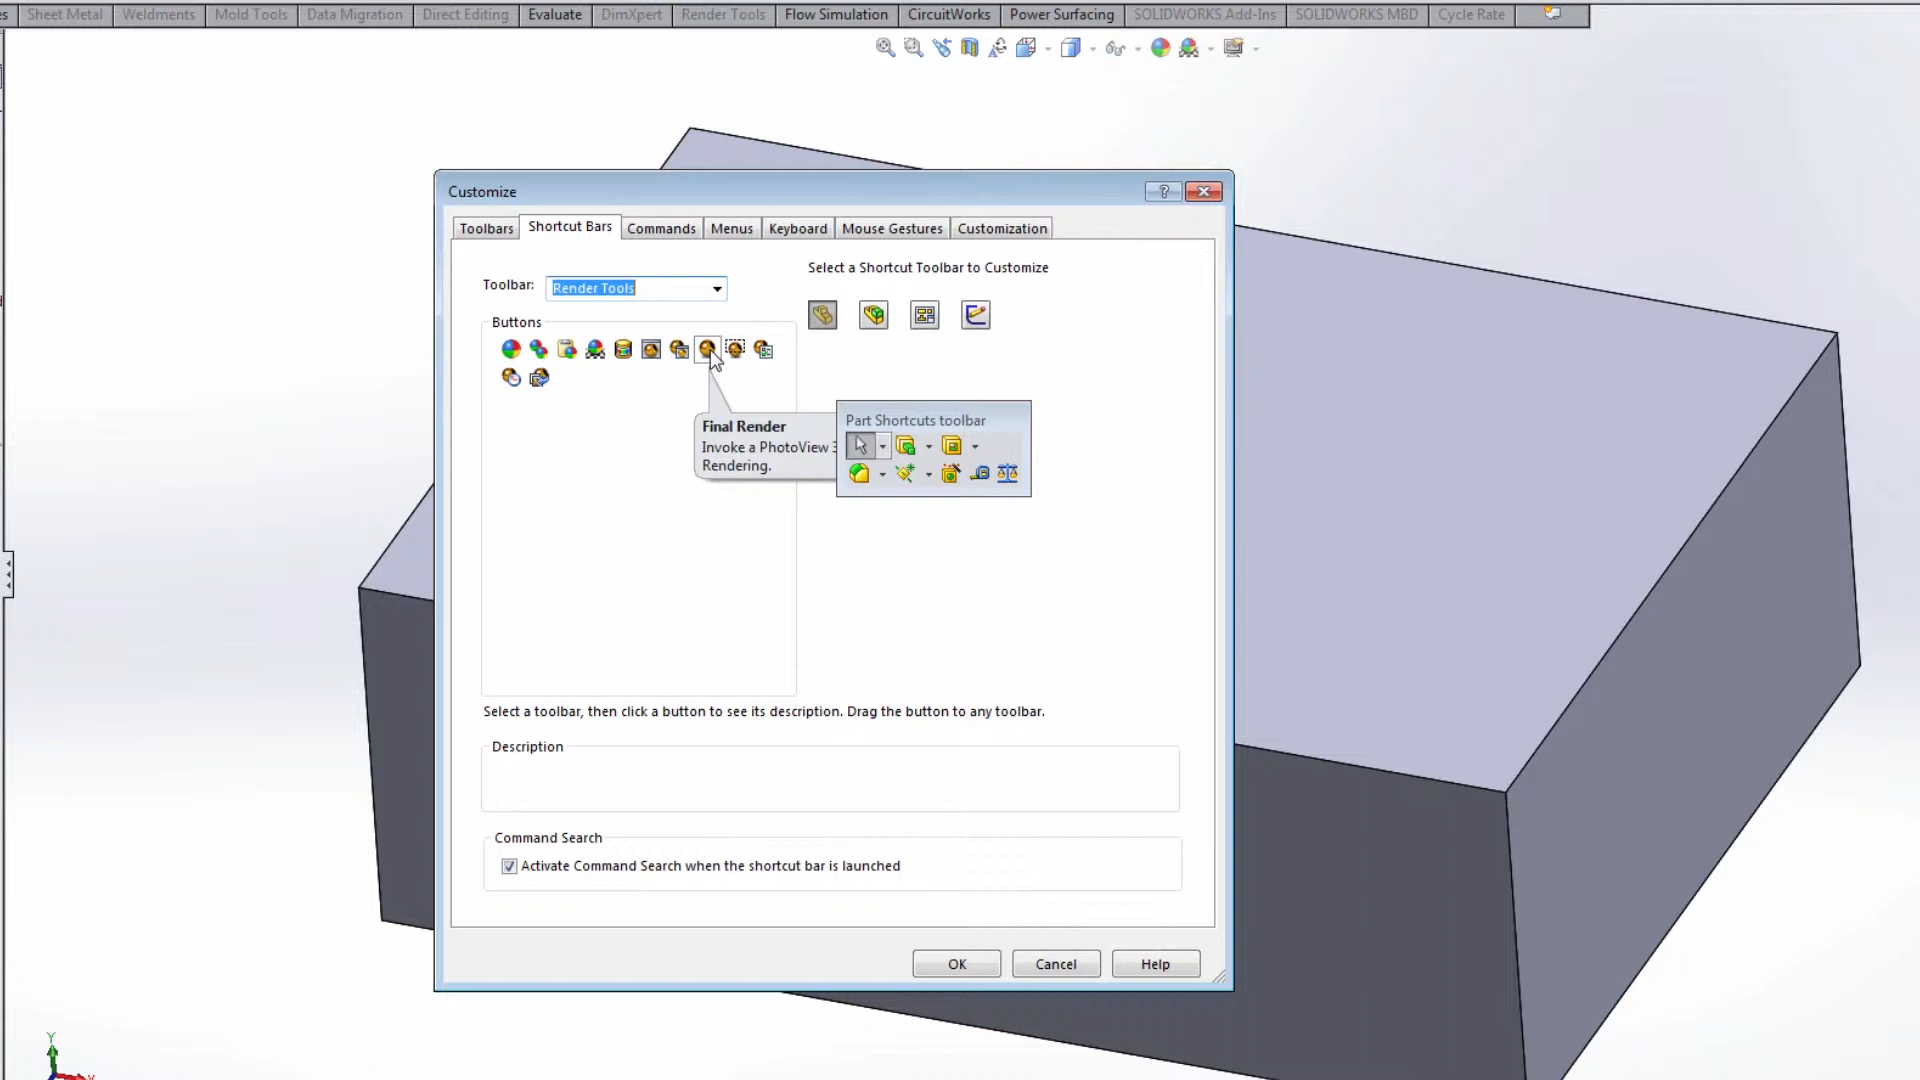 Sheet Metal Weldments Mold Tools Data Migration Direct Editing Evaluate DimXpert Render Tools Flow Simulation CircuitWorks Power Surfacing SOLIDWORKS Add-Ins SOLIDWORKS MBD Cycle Rate
Customize
?
Toolbars Shortcut Bars Commands Menus Keyboard Mouse Gestures Customization
Select a Shortcut Toolbar to Customize
Toolbar: Render Tools
Buttons
Part Shortcuts toolbar
Final Render
Invoke a PhotoView
Rendering.
Select a toolbar, then click a button to see its description. Drag the button to any toolbar.
Description
Command Search
Activate Command Search when the shortcut bar is launched
OK Cancel Help
Y